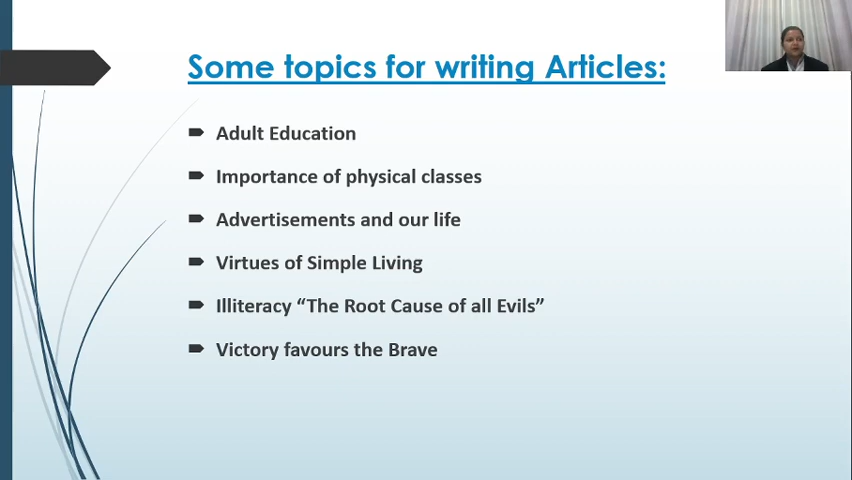 Some topics for writing Articles:
Adult Education
Importance of physical classes
Advertisements and our life
Virtues of Simple Living
Illiteracy “The Root Cause of all Evils”
Victory favours the Brave